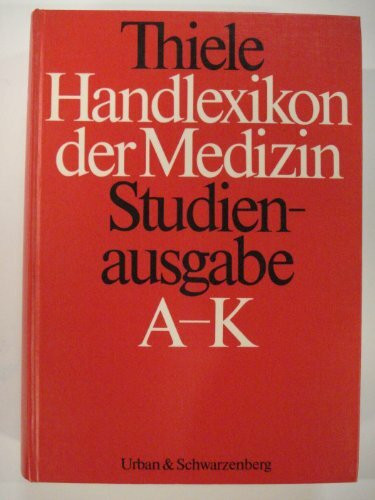 Thiele
Handlexikon
der Medizin
Studien-
ausgabe
A–K
Urban & Schwarzenberg